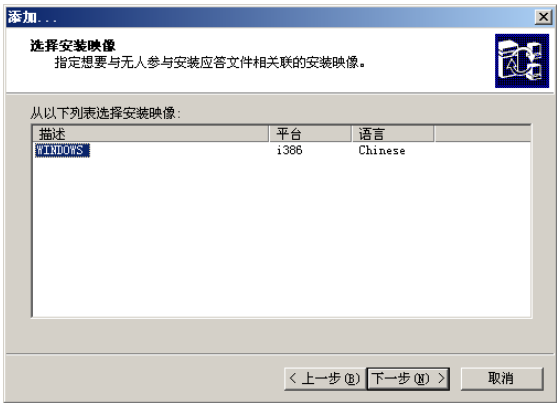 添加...
选择安装映像
指定想要与无人参与安装应答文件相关联的安装映像。
从以下列表选择安装映像:
描述 平台 语言
WINDOWS i386 Chinese
< 上一步(B) 下一步(N) > 取消